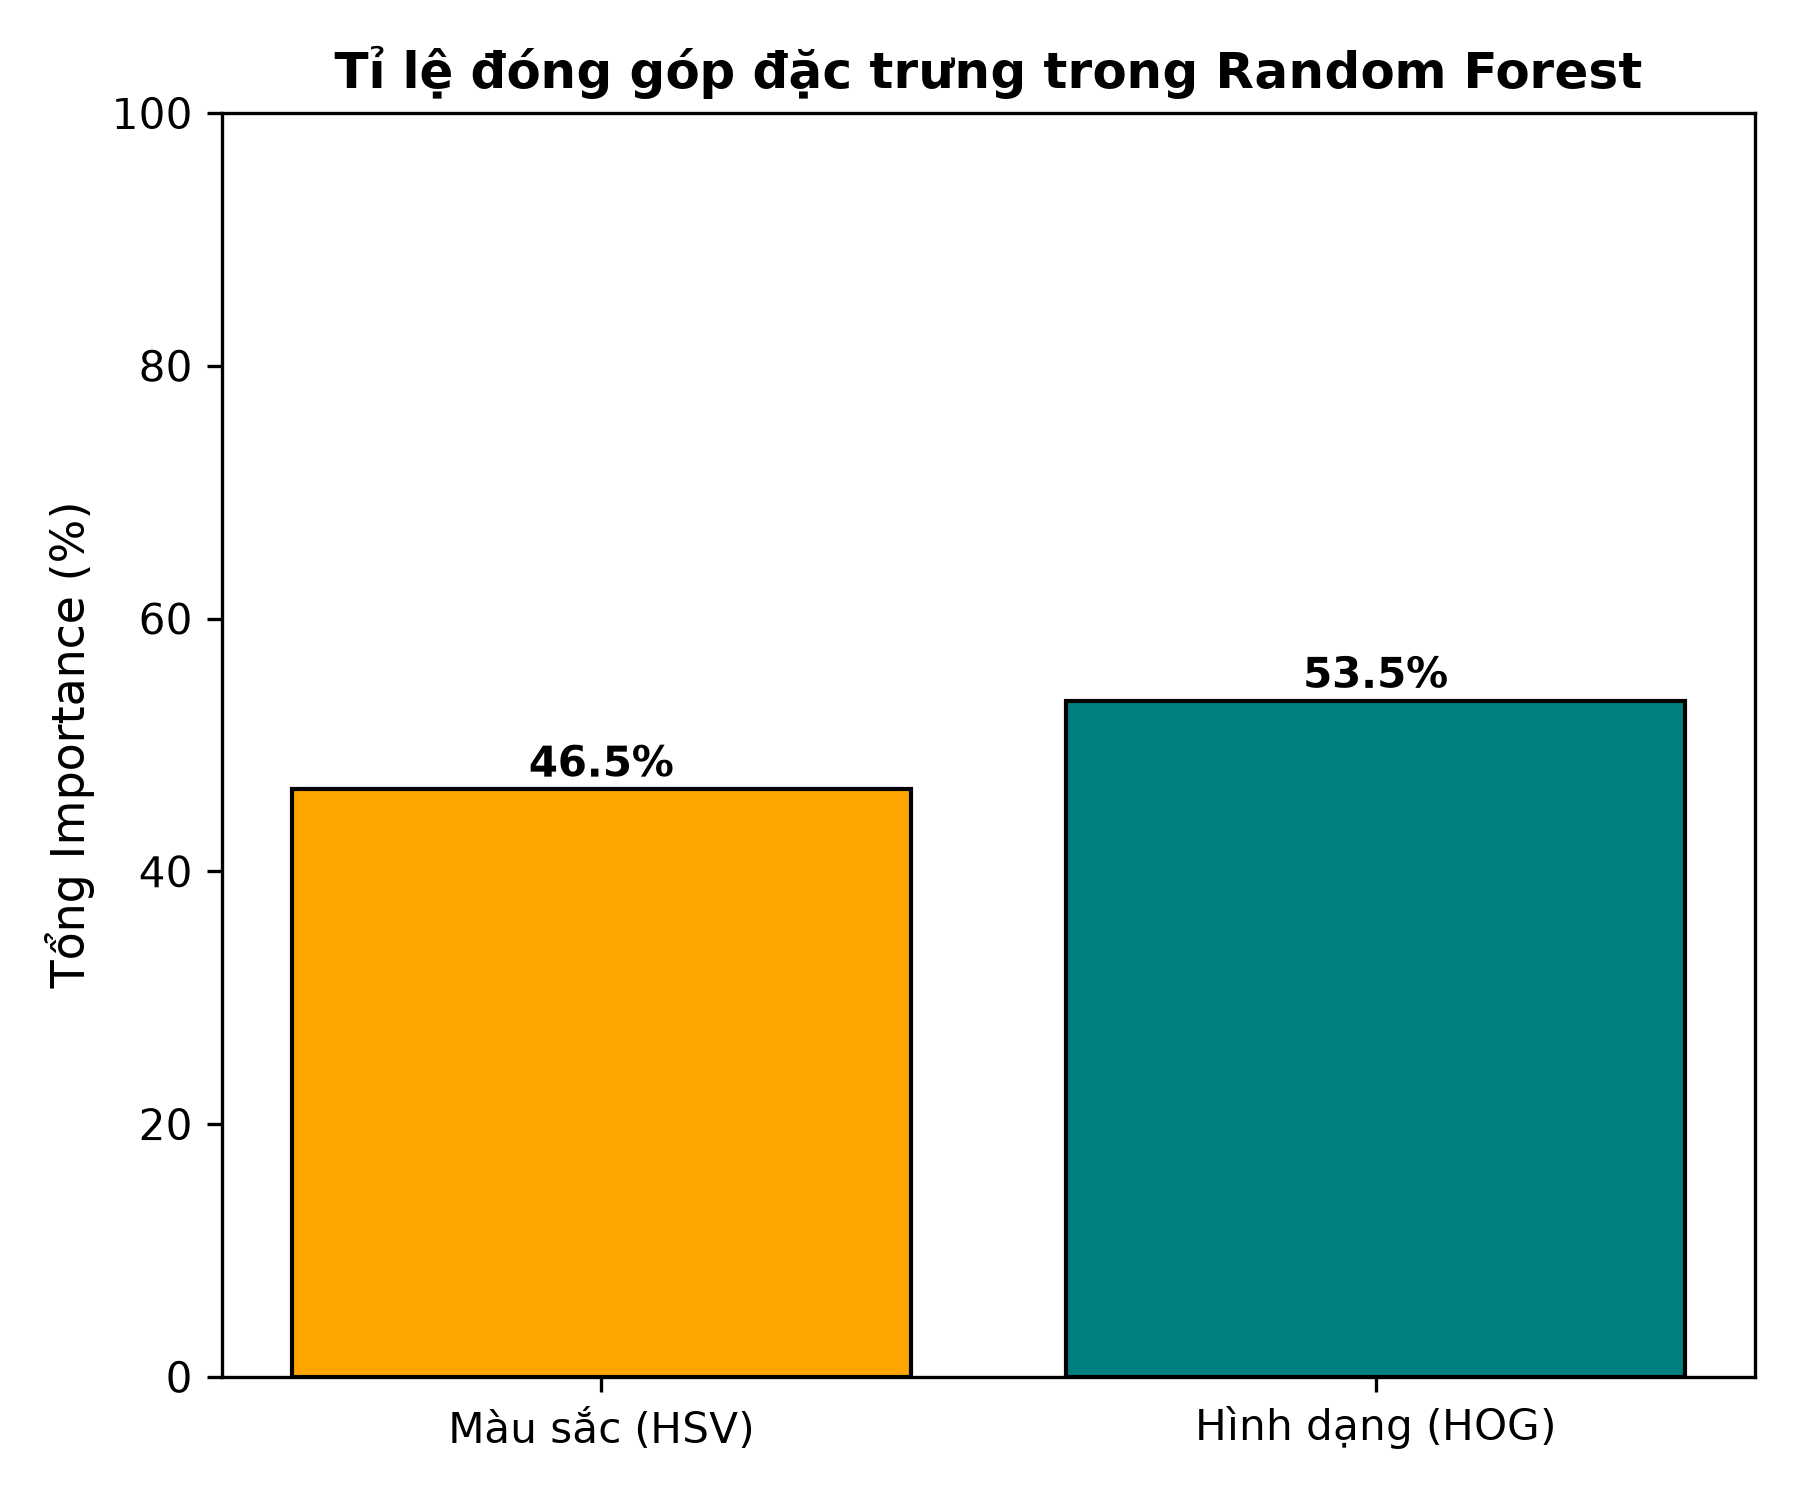 Tỉ lệ đóng góp đặc trưng trong Random Forest
Tổng Importance (%)
100
80
60
40
20
0
46.5%
53.5%
Màu sắc (HSV)
Hình dạng (HOG)